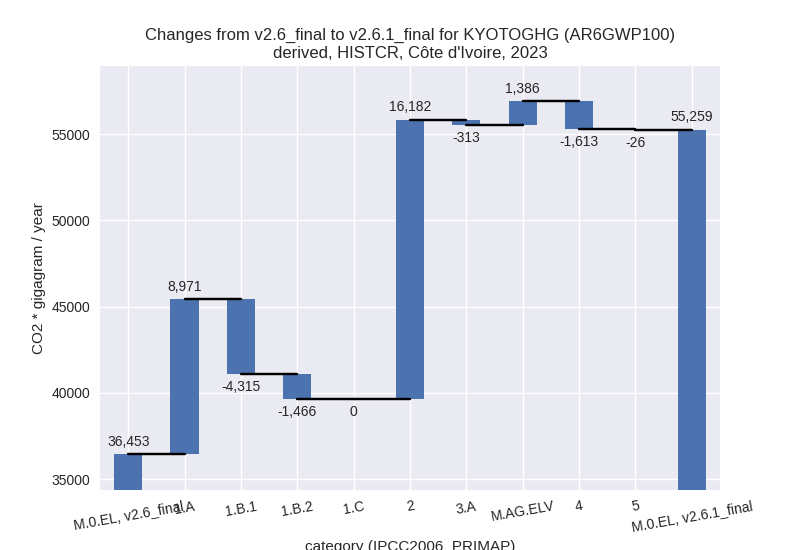 Changes from v2.6_final to v2.6.1_final for KYOTOGHG (AR6GWP100)
derived, HISTCR, Côte d'Ivoire, 2023
CO2 * gigagram / year
55000
50000
45000
40000
35000
36,453
8,971
-4,315
-1,466
0
16,182
-313
1,386
-1,613
-26
55,259
M.0.EL, v2.6_final
1.A
1.B.1
1.B.2
1.C
2
3.A
M.AG.ELV
4
5
M.0.EL, v2.6.1_final
category (IPCC2006_PRIMAP)